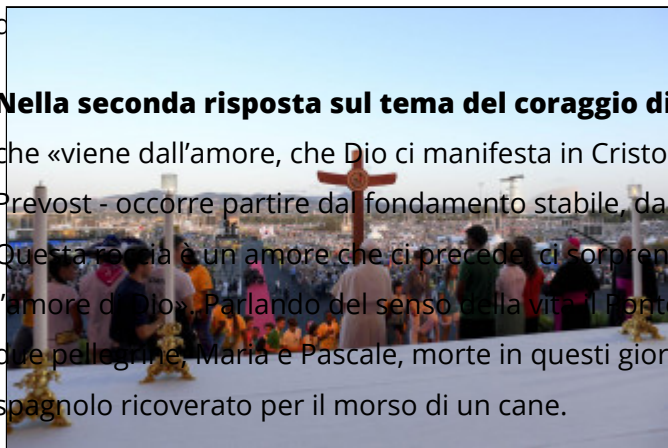 Nella seconda risposta sul tema del coraggio di
che «viene dall’amore, che Dio ci manifesta in Cristo
Prevost - occorre partire dal fondamento stabile, da
Questa roccia è un amore che ci precede, ci sorpren
l’amore di Dio». Parlando del senso della vita, il Ponte
due pellegrine, Maria e Pascale, morte in questi gior
spagnolo ricoverato per il morso di un cane.